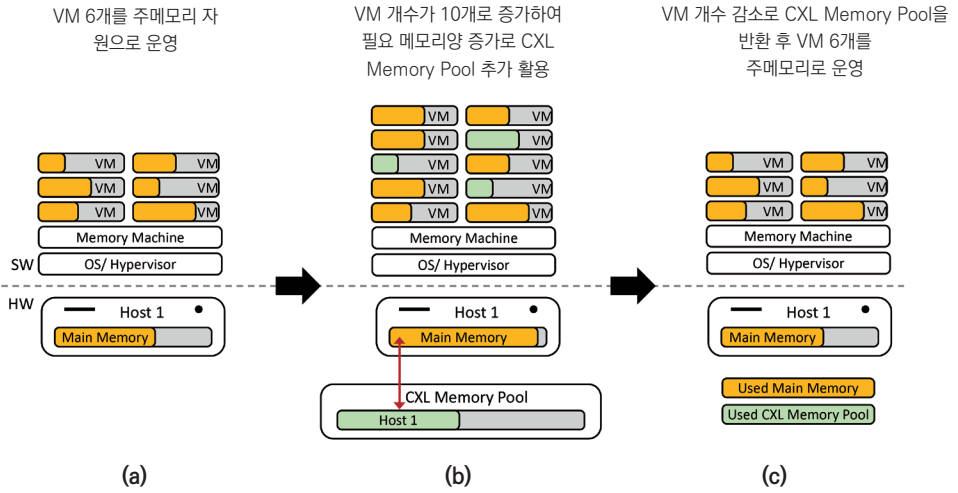 VM 6개를 주메모리 자
원으로 운영
VM 개수가 10개로 증가하여
필요 메모리양 증가로 CXL
Memory Pool 추가 활용
VM 개수 감소로 CXL Memory Pool을
반환 후 VM 6개를
주메모리로 운영
VM VM
VM VM
VM VM
Memory Machine
OS/ Hypervisor
SW
HW
Host 1
Main Memory
VM VM
VM VM
VM VM
VM VM
VM VM
Memory Machine
OS/ Hypervisor
Host 1
Main Memory
CXL Memory Pool
Host 1
VM VM
VM VM
VM VM
Memory Machine
OS/ Hypervisor
Host 1
Main Memory
Used Main Memory
Used CXL Memory Pool
(a)
(b)
(c)